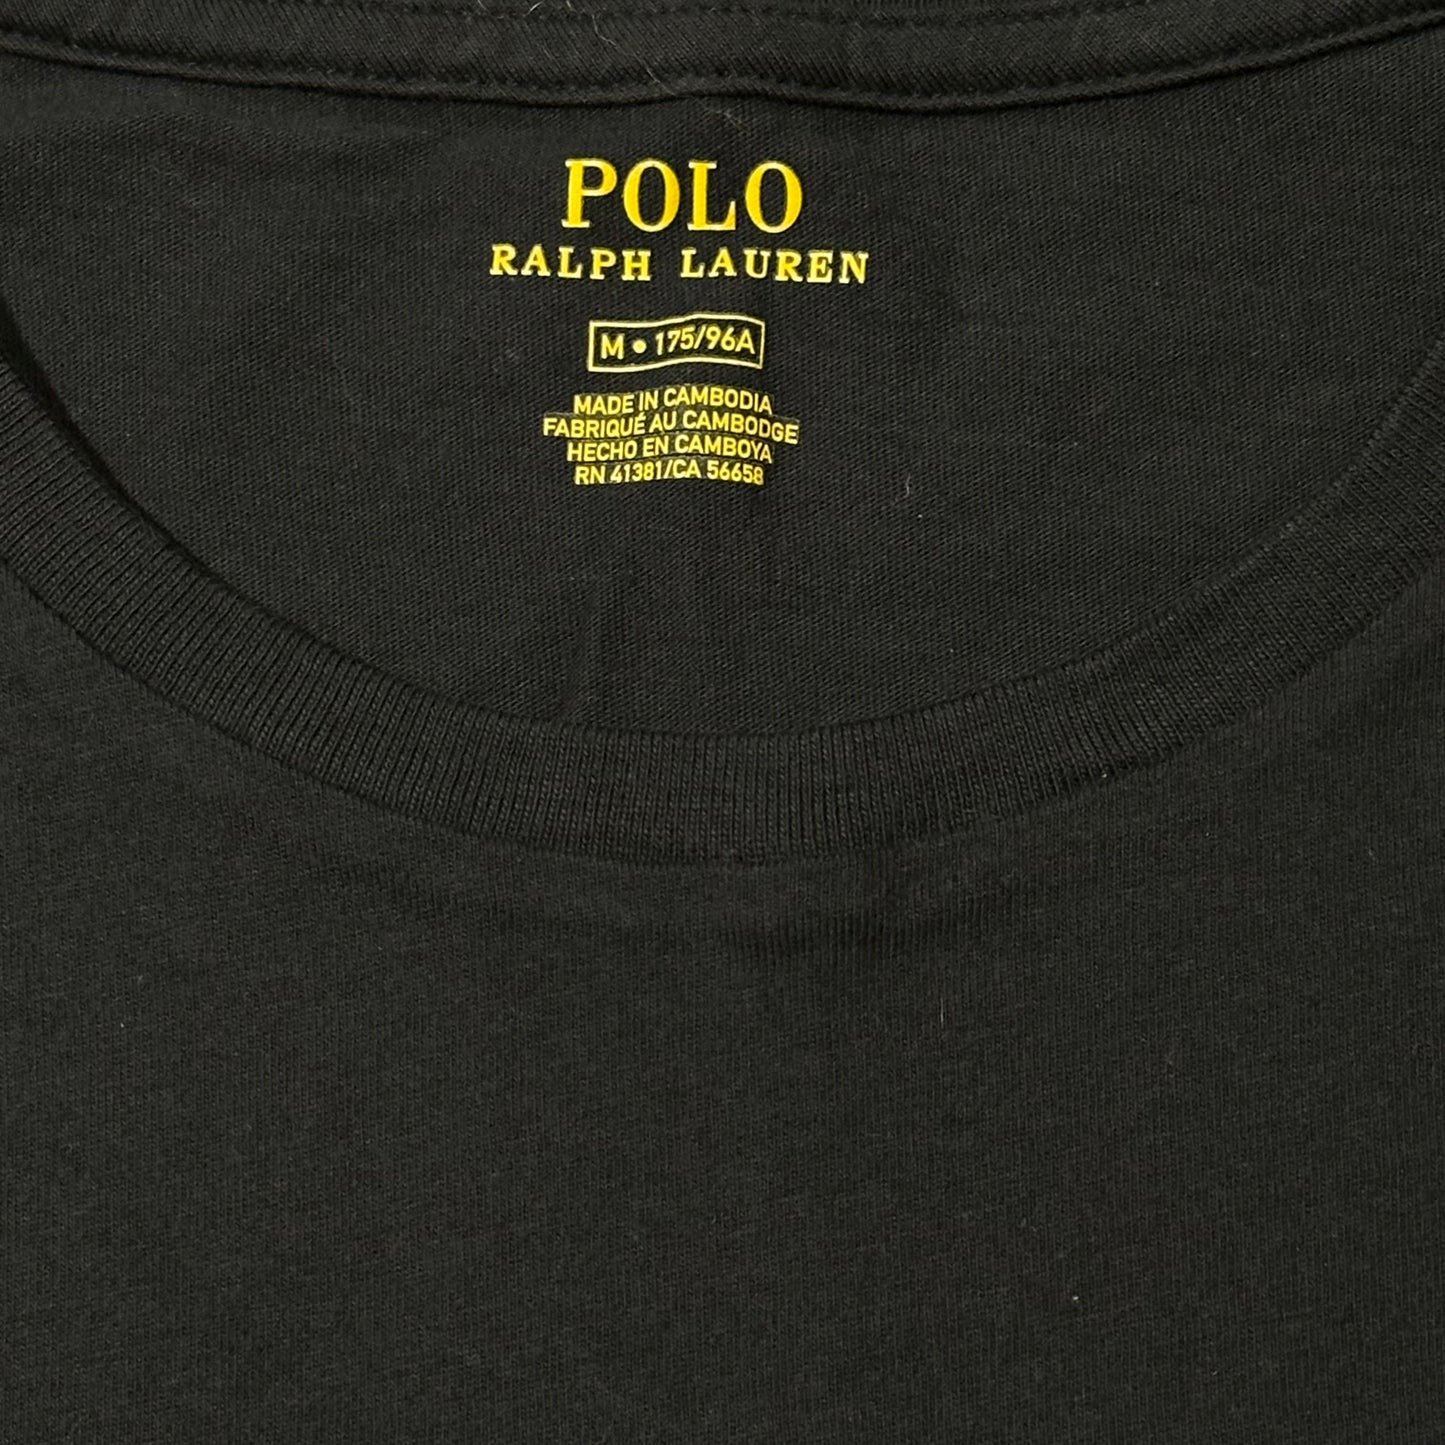 POLO
RALPH LAUREN
M • 175/96A
MADE IN CAMBODIA
FABRIQUÉ AU CAMBODGE
HECHO EN CAMBOYA
RN 41381/CA 56658